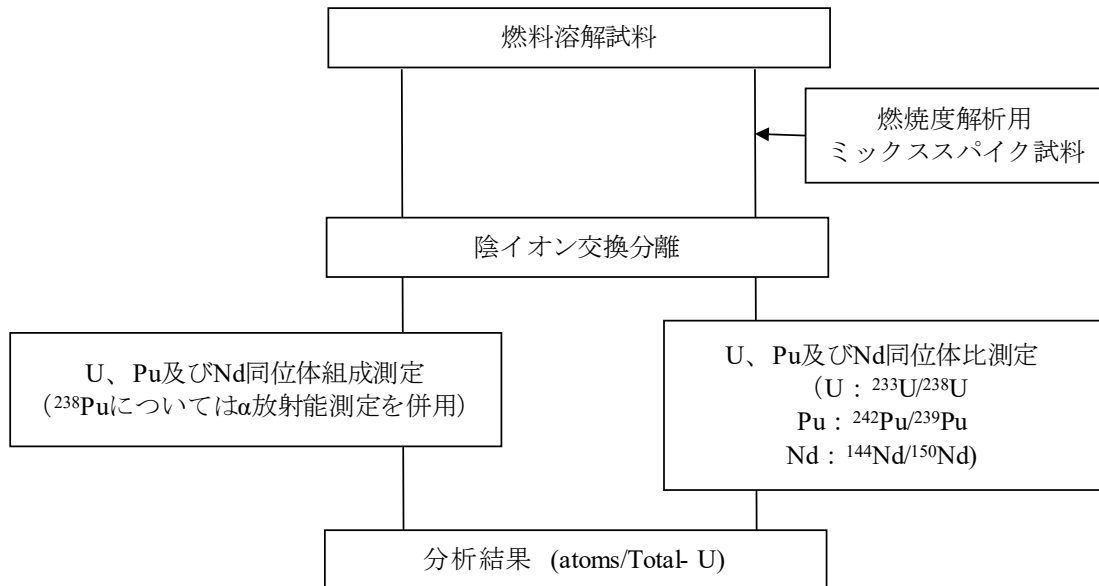 燃料溶解試料
燃焼度解析用
ミックススパイク試料
陰イオン交換分離
U、Pu及びNd同位体組成測定
(²³⁸Puについてはα放射能測定を併用)
U、Pu及びNd同位体比測定
(U:²³³U/²³⁸U
Pu:²⁴²Pu/²³⁹Pu
Nd:¹⁴⁴Nd/¹⁵⁰Nd)
分析結果 (atoms/Total- U)